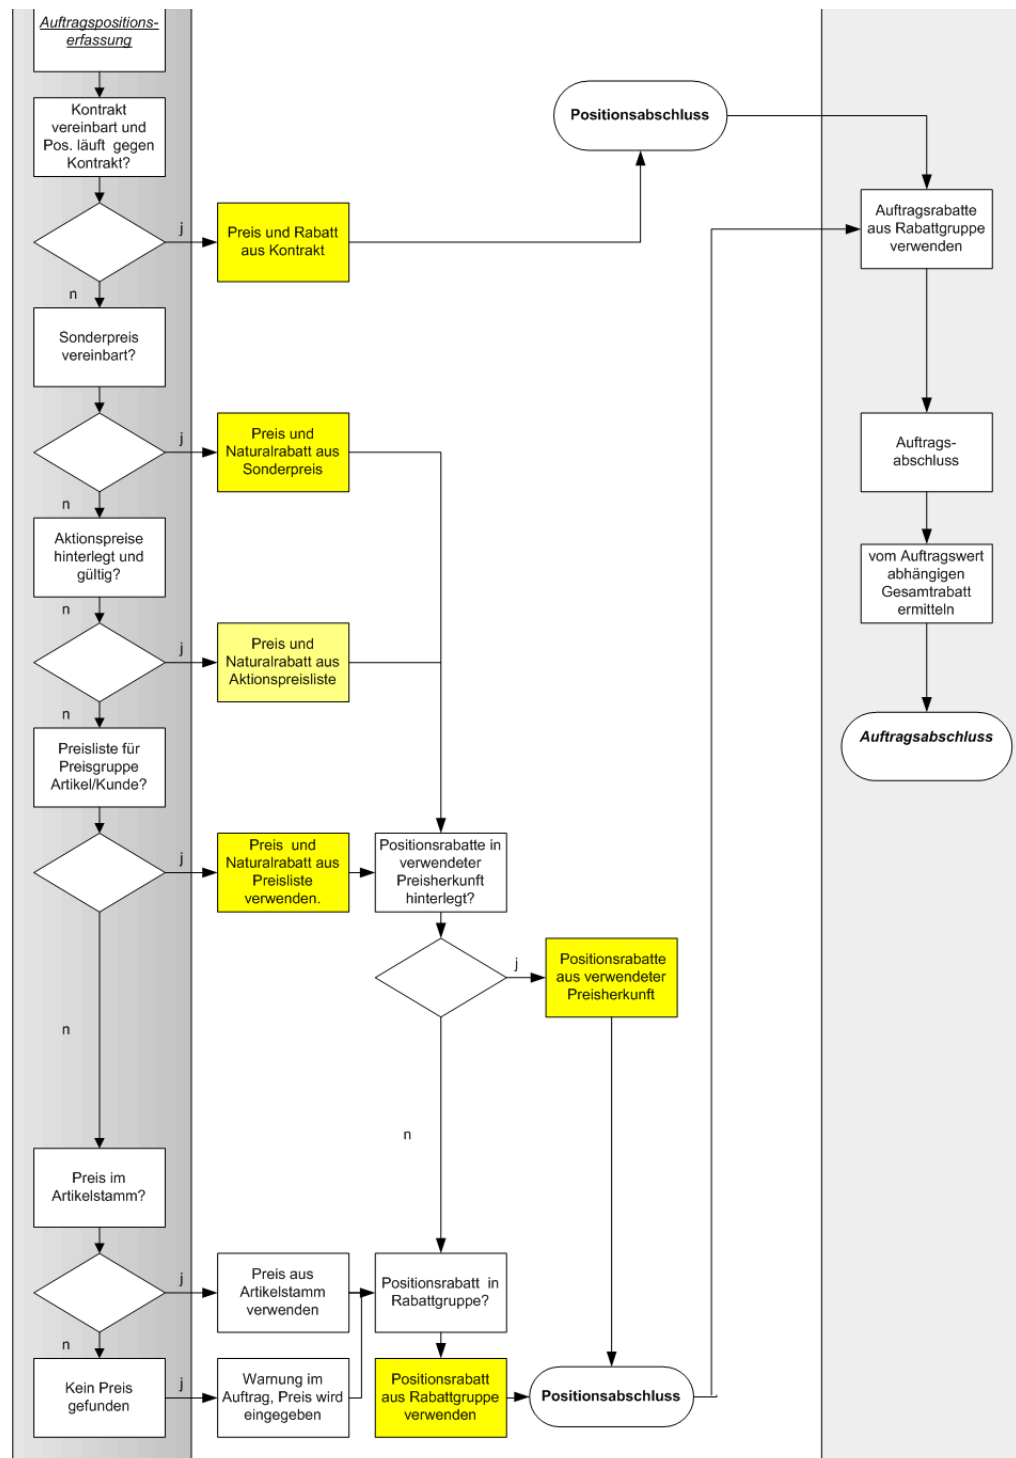 Auftragspositions-
erfassung
Kontrakt
vereinbart und
Pos. läuft gegen
Kontrakt?
j
Preis und Rabatt
aus Kontrakt
n
Sonderpreis
vereinbart?
j
Preis und
Naturalrabatt aus
Sonderpreis
n
Aktionspreise
hinterlegt und
gültig?
n
j
Preis und
Naturalrabatt aus
Aktionspreisliste
n
Preisliste für
Preisgruppe
Artikel/Kunde?
j
Preis und
Naturalrabatt aus
Preisliste
verwenden.
Positionsrabatte in
verwendeter
Preisherkunft
hinterlegt?
j
Positionsrabatte
aus verwendeter
Preisherkunft
n
n
Preis im
Artikelstamm?
j
Preis aus
Artikelstamm
verwenden
Positionsrabatt in
Rabattgruppe?
n
Kein Preis
gefunden
j
Warnung im
Auftrag, Preis wird
eingegeben
Positionsrabatt
aus Rabattgruppe
verwenden
Positionsabschluss
Positionsabschluss
Auftragsrabatte
aus Rabattgruppe
verwenden
Auftrags-
abschluss
vom Auftragswert
abhängigen
Gesamtrabatt
ermitteln
Auftragsabschluss